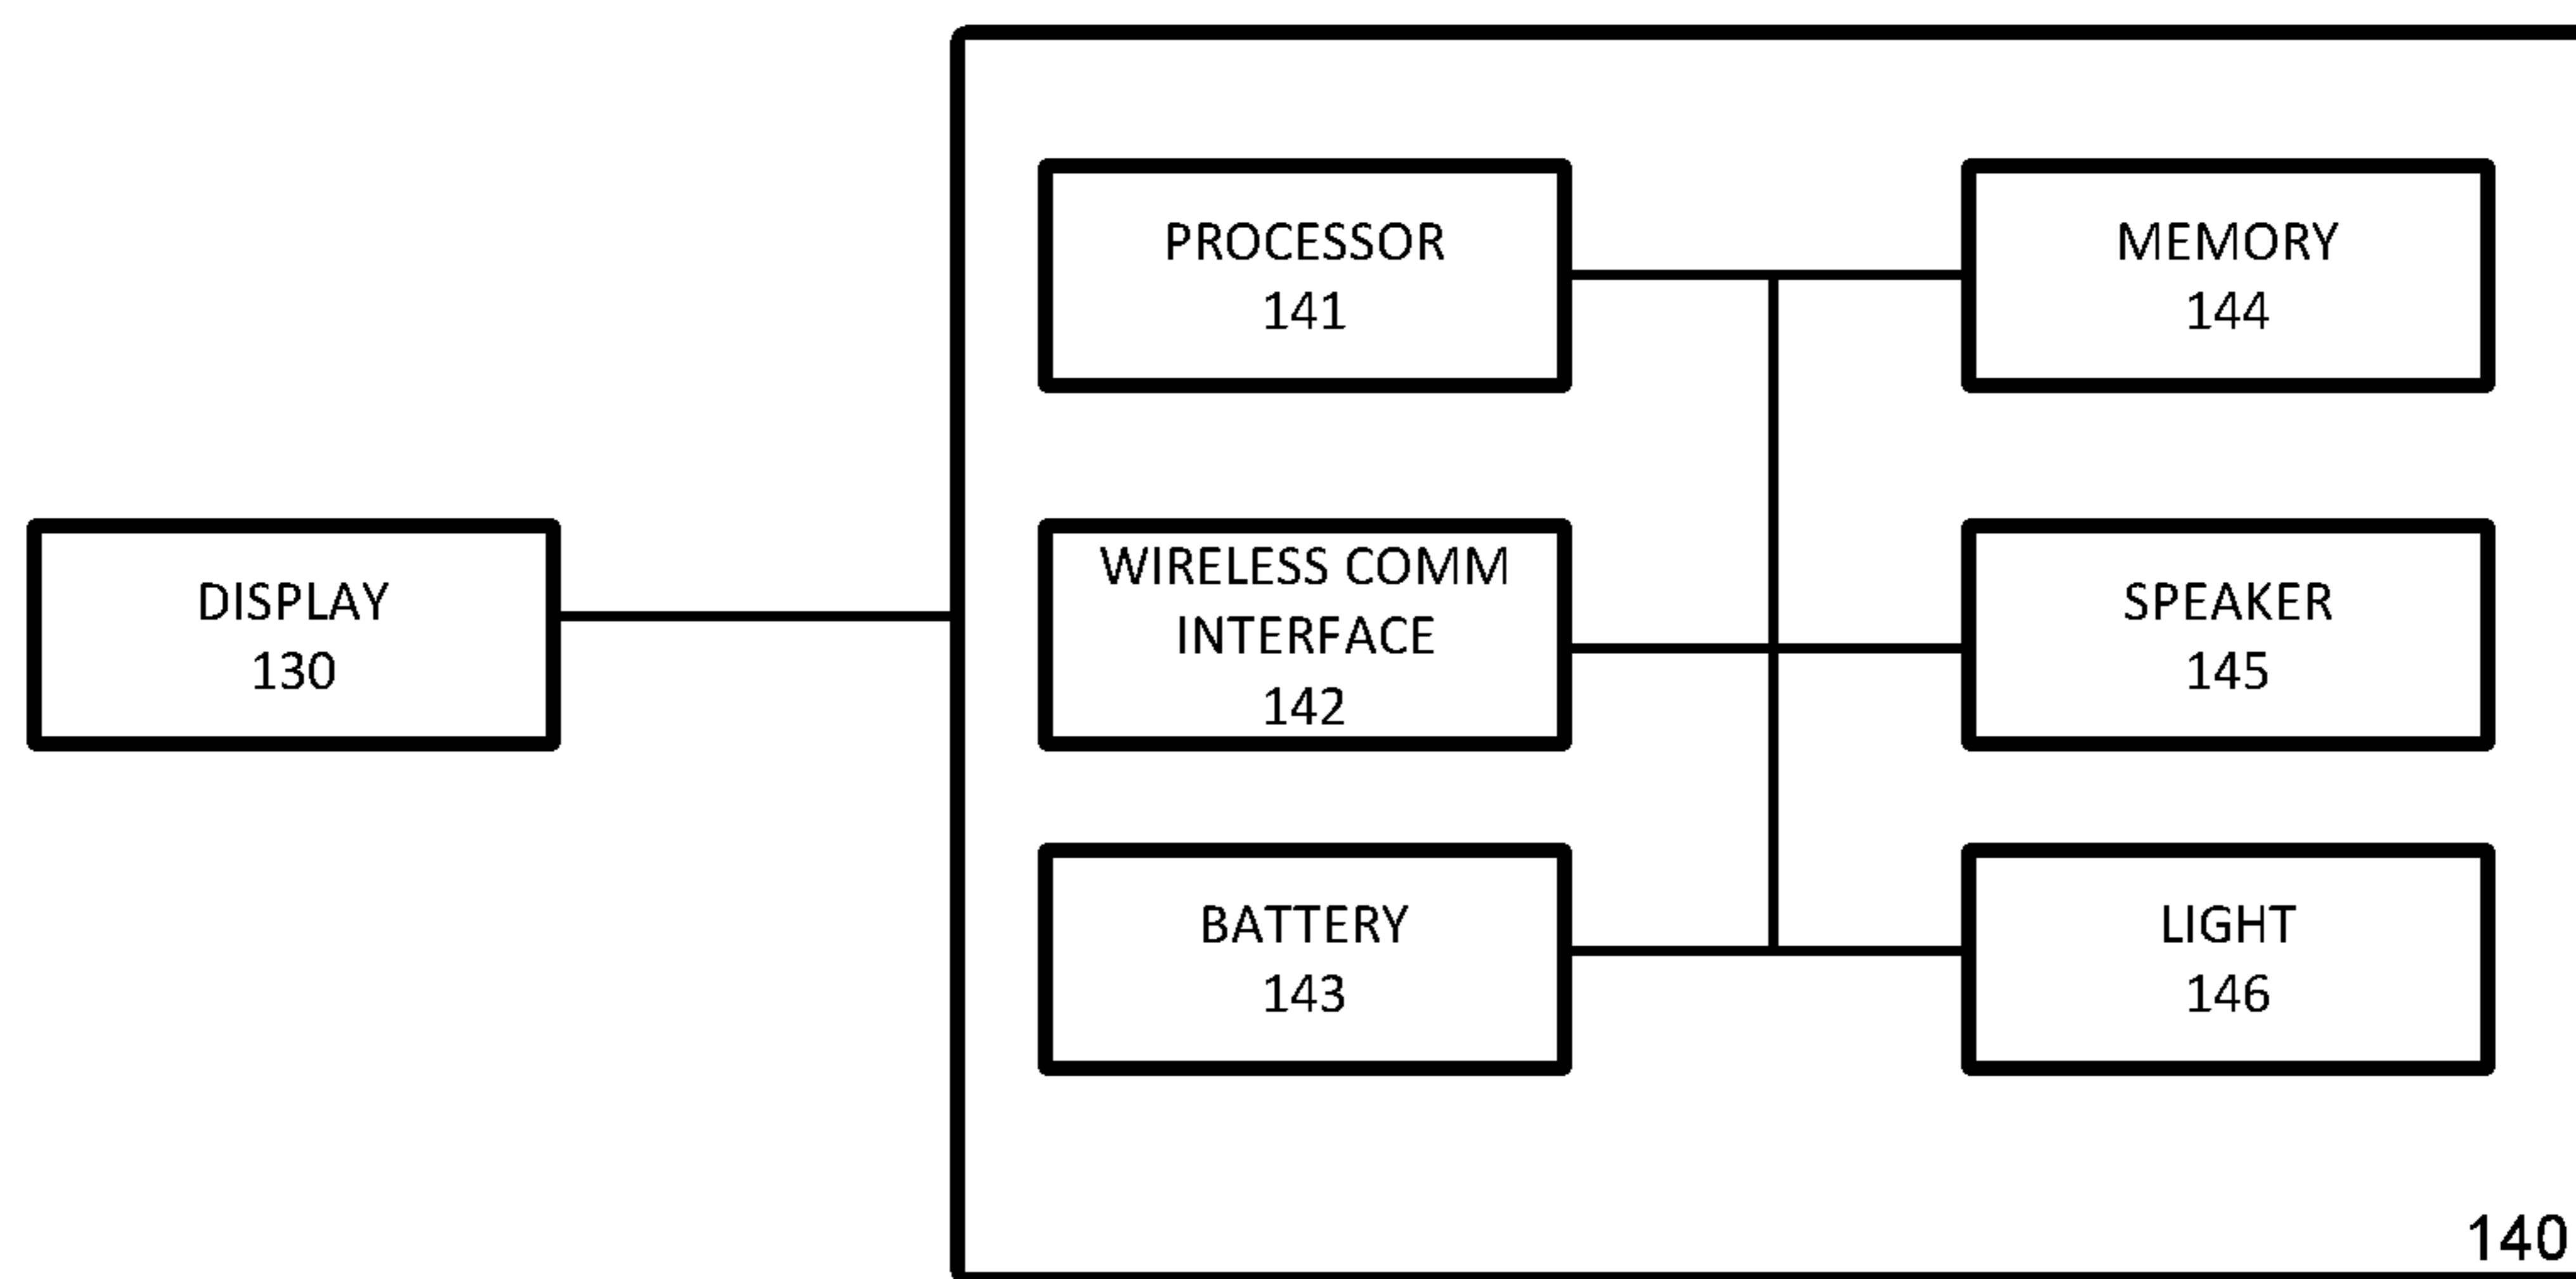 PROCESSOR
141
MEMORY
144
DISPLAY
130
WIRELESS COMM
INTERFACE
142
SPEAKER
145
BATTERY
143
LIGHT
146
140